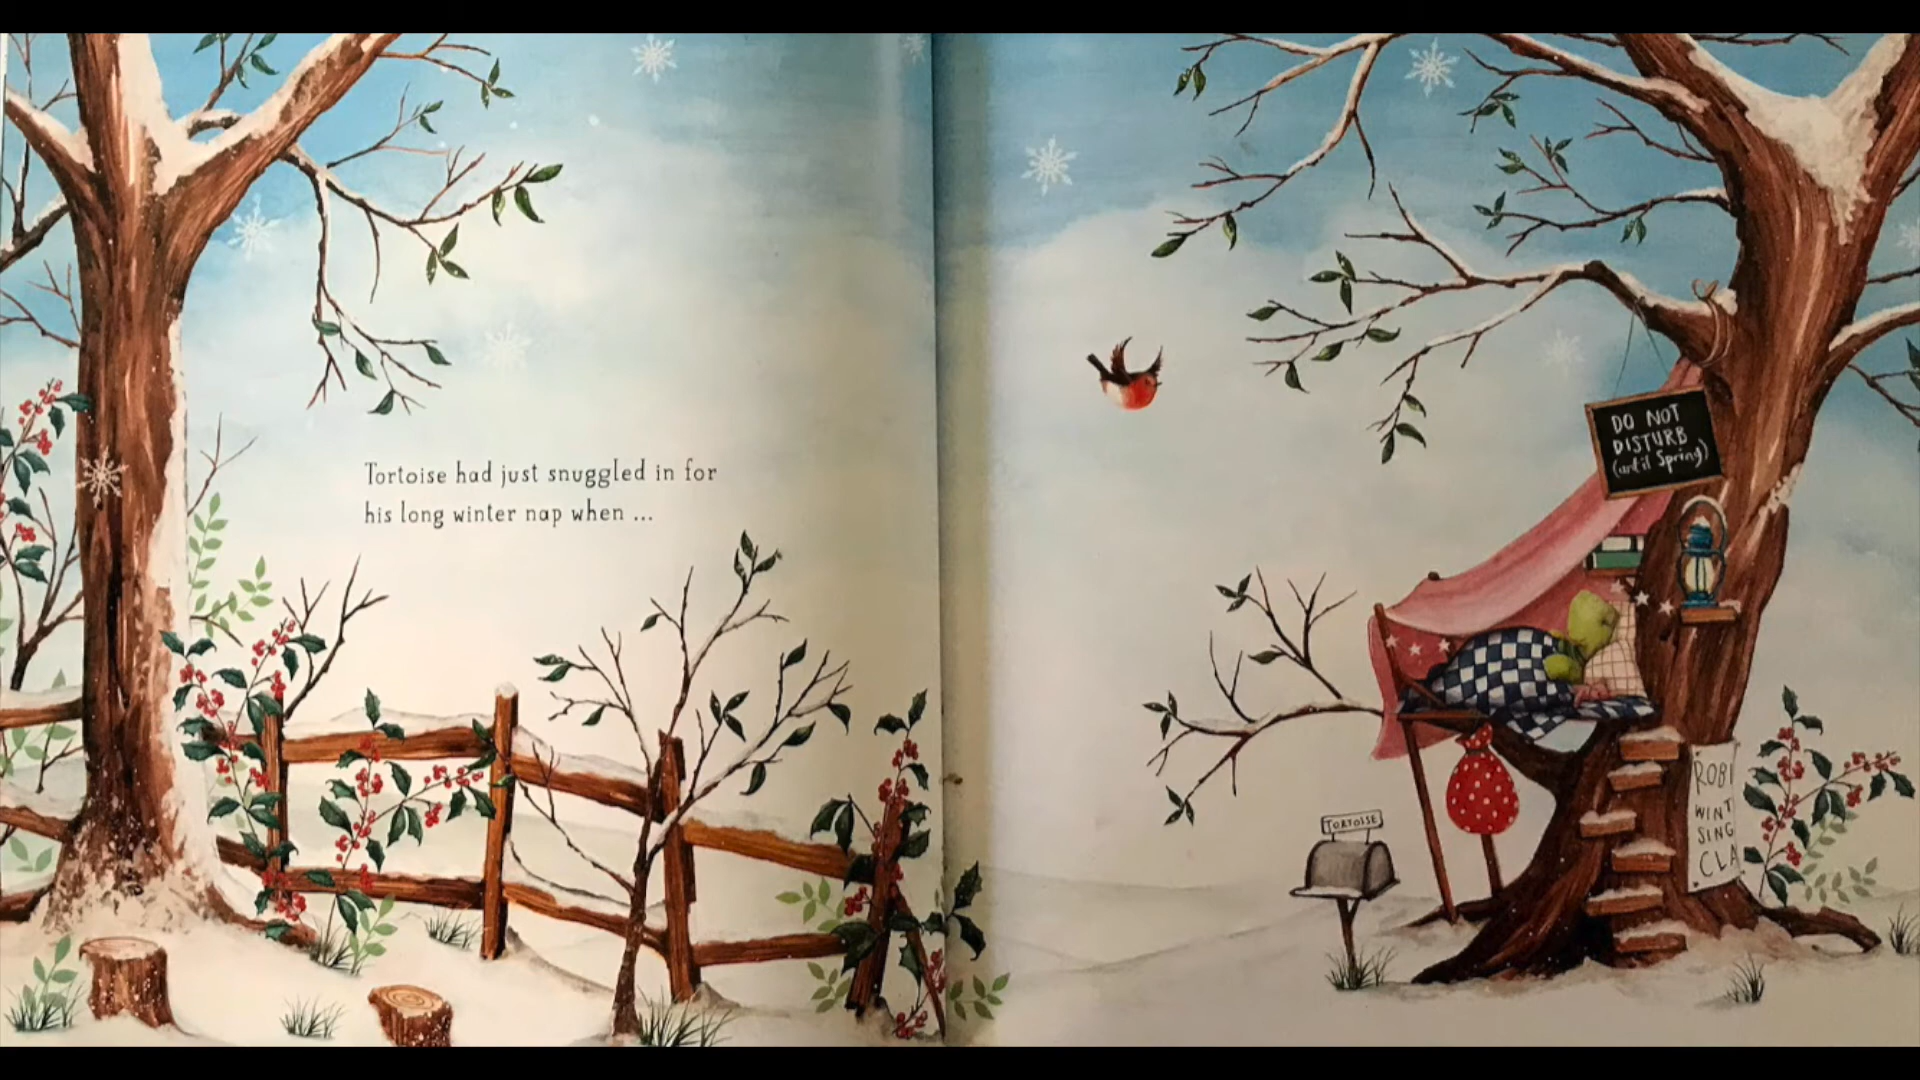 Tortoise had just snuggled in for
his long winter nap when ...
DO NOT
DISTURB
(until Spring)
TORTOISE
ROBI
WINT
SING
CLA